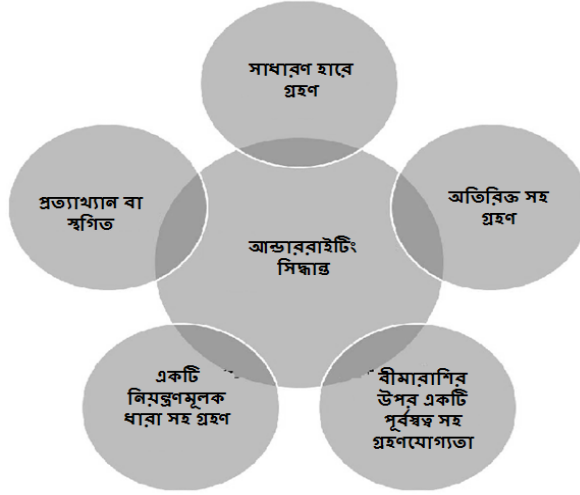 সাধারণ হারে
গ্রহণ
প্রত্যাখ্যান বা
স্থগিত
অতিরিক্ত সহ
গ্রহণ
আন্ডাররাইটিং
সিদ্ধান্ত
একটি
নিয়ন্ত্রণমূলক
ধারা সহ গ্রহণ
বীমারাশির
উপর একটি
পূর্বস্বত্ব সহ
গ্রহণযোগ্যতা